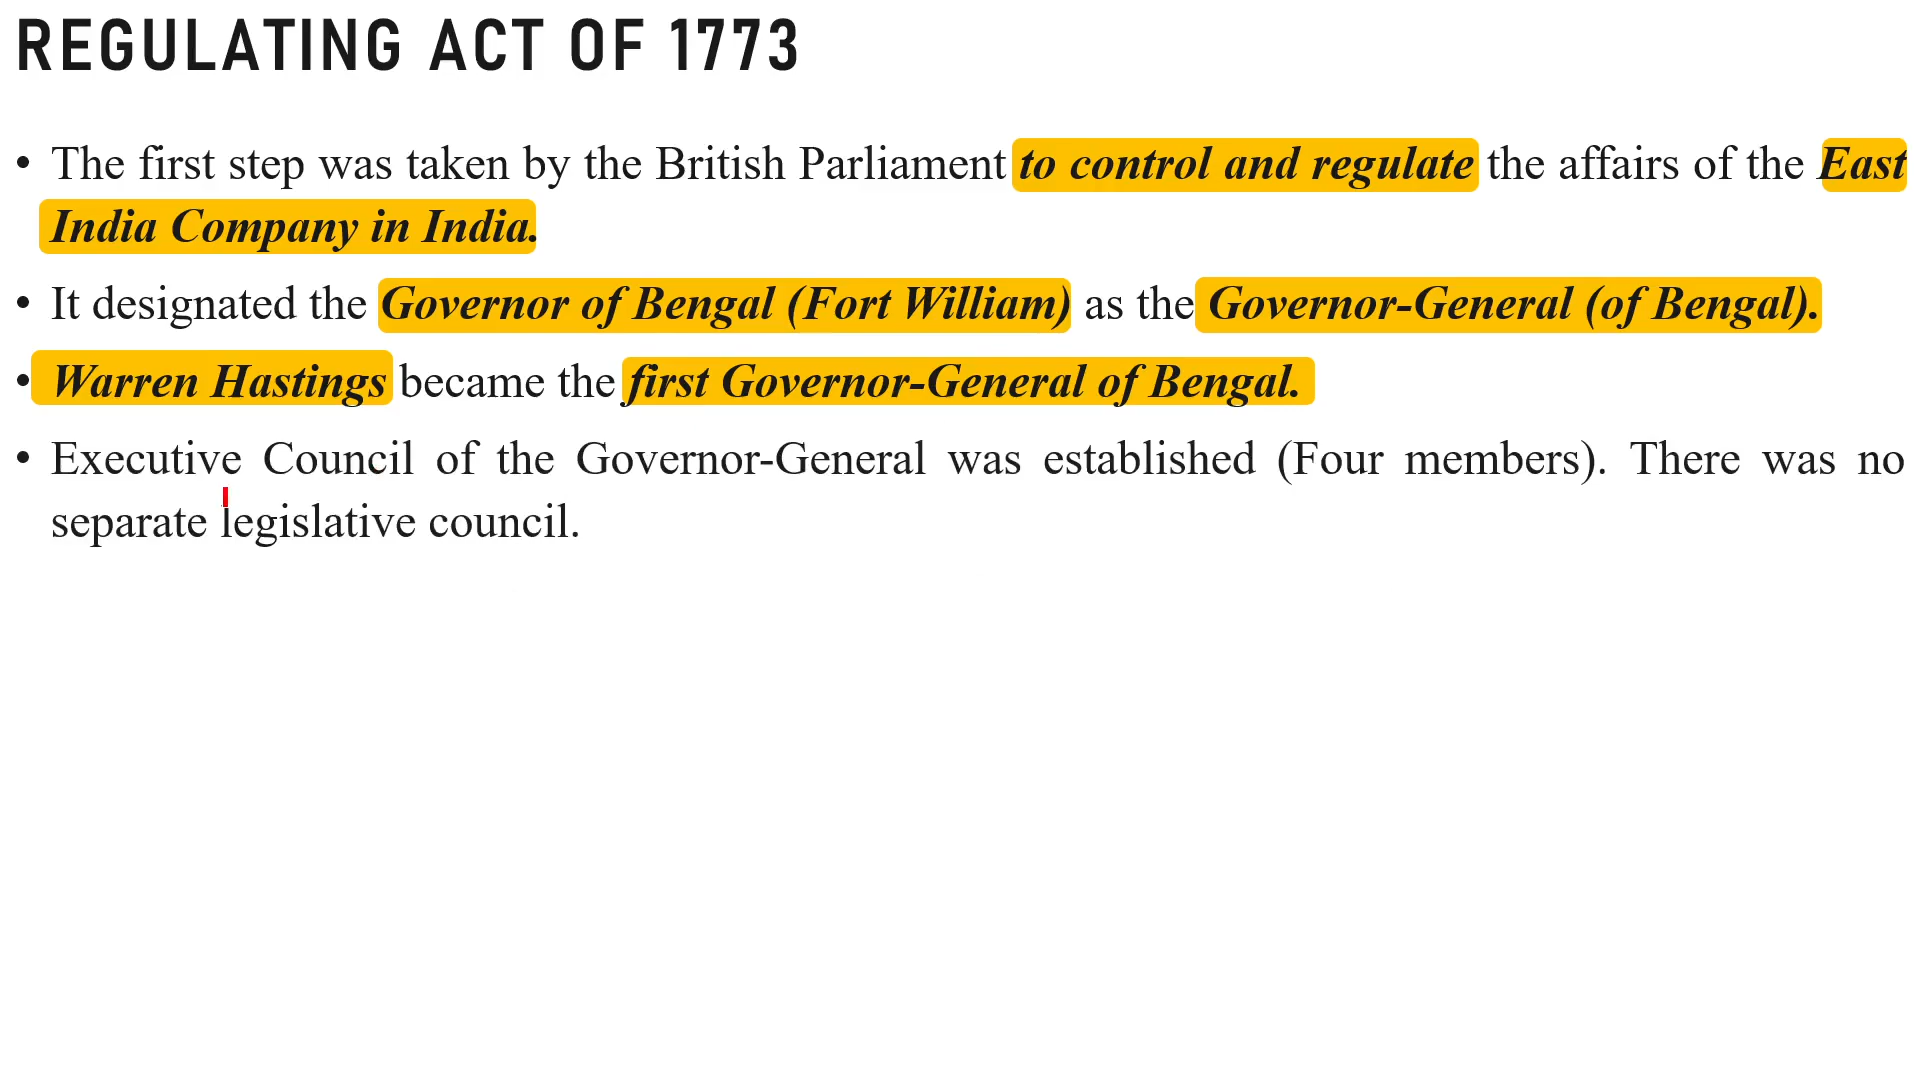 REGULATING ACT OF 1773
• The first step was taken by the British Parliament to control and regulate the affairs of the East
India Company in India.
• It designated the Governor of Bengal (Fort William) as the Governor-General (of Bengal).
• Warren Hastings became the first Governor-General of Bengal.
• Executive Council of the Governor-General was established (Four members). There was no
separate legislative council.